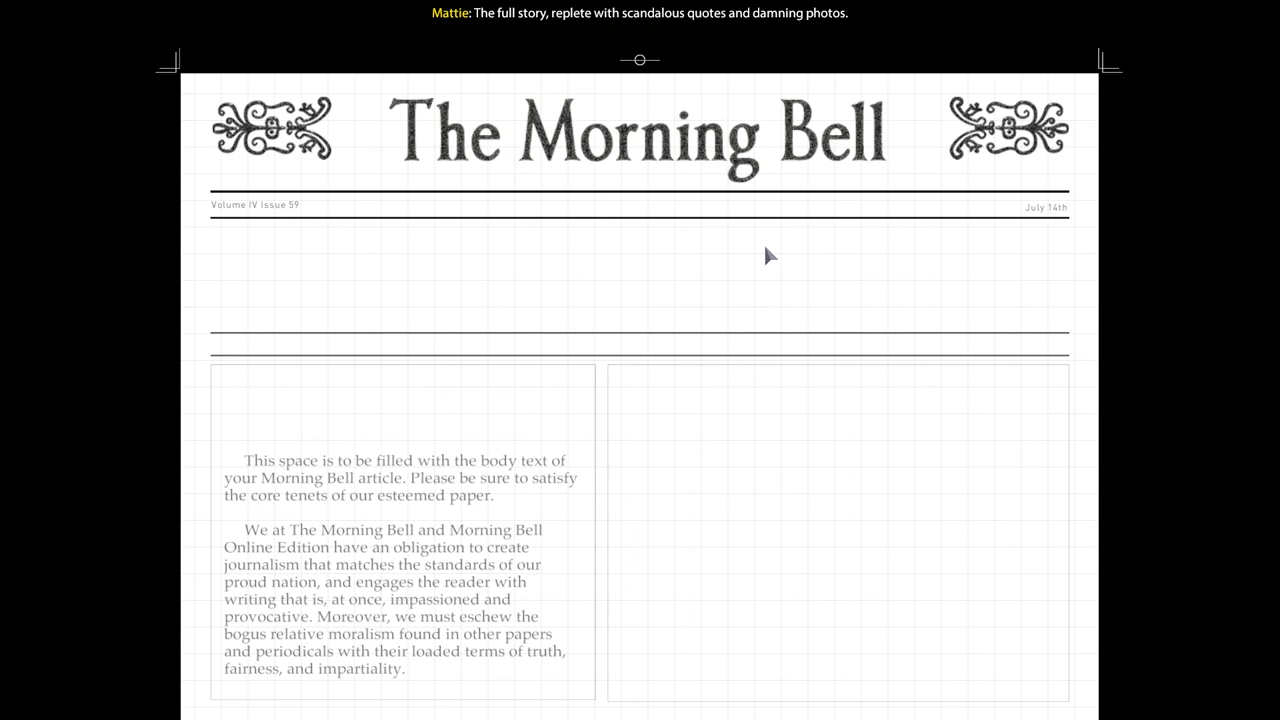 Mattie: The full story, replete with scandalous quotes and damning photos.
The Morning Bell
Volume IV Issue 59
July 14th
This space is to be filled with the body text of
your Morning Bell article. Please be sure to satisfy
the core tenets of our esteemed paper.
We at The Morning Bell and Morning Bell
Online Edition have an obligation to create
journalism that matches the standards of our
proud nation, and engages the reader with
writing that is, at once, impassioned and
provocative. Moreover, we must eschew the
bogus relative moralism found in other papers
and periodicals with their loaded terms of truth,
fairness, and impartiality.